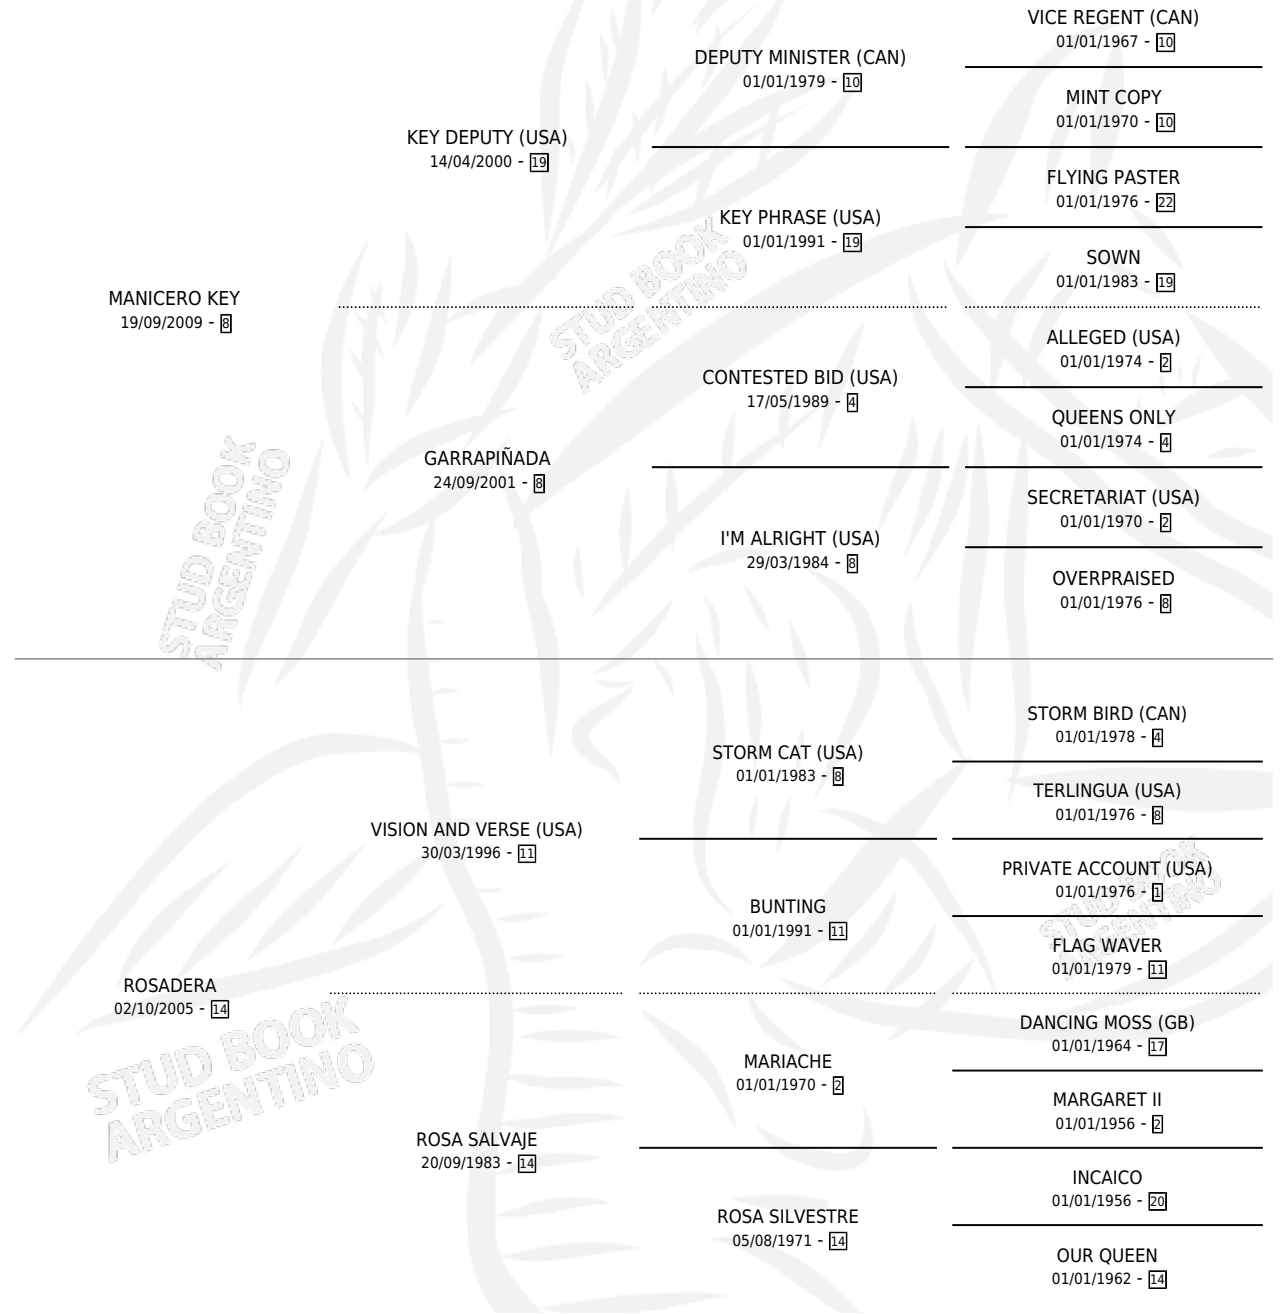 VICE REGENT (CAN)
01/01/1967 - 10
DEPUTY MINISTER (CAN)
01/01/1979 - 10
MINT COPY
01/01/1970 - 10
KEY DEPUTY (USA)
14/04/2000 - 19
FLYING PASTER
01/01/1976 - 22
KEY PHRASE (USA)
01/01/1991 - 19
SOWN
01/01/1983 - 19
MANICERO KEY
19/09/2009 - 8
STUD BOOK
ARGENTINO
ALLEGED (USA)
01/01/1974 - 2
CONTESTED BID (USA)
17/05/1989 - 4
QUEENS ONLY
01/01/1974 - 4
GARRAPIÑADA
24/09/2001 - 8
SECRETARIAT (USA)
01/01/1970 - 2
I'M ALRIGHT (USA)
29/03/1984 - 8
OVERPRAISED
01/01/1976 - 8
STUD BOOK
ARGENTINO
STORM BIRD (CAN)
01/01/1978 - 4
STORM CAT (USA)
01/01/1983 - 8
TERLINGUA (USA)
01/01/1976 - 8
VISION AND VERSE (USA)
30/03/1996 - 11
PRIVATE ACCOUNT (USA)
01/01/1976 - 1
BUNTING
01/01/1991 - 11
STUD BOOK
ARGENTINO
FLAG WAVER
01/01/1979 - 11
ROSADERA
02/10/2005 - 14
DANCING MOSS (GB)
01/01/1964 - 17
MARIACHE
01/01/1970 - 2
STUD BOOK
ARGENTINO
MARGARET II
01/01/1956 - 2
ROSA SALVAJE
20/09/1983 - 14
INCAICO
01/01/1956 - 20
ROSA SILVESTRE
05/08/1971 - 14
OUR QUEEN
01/01/1962 - 14